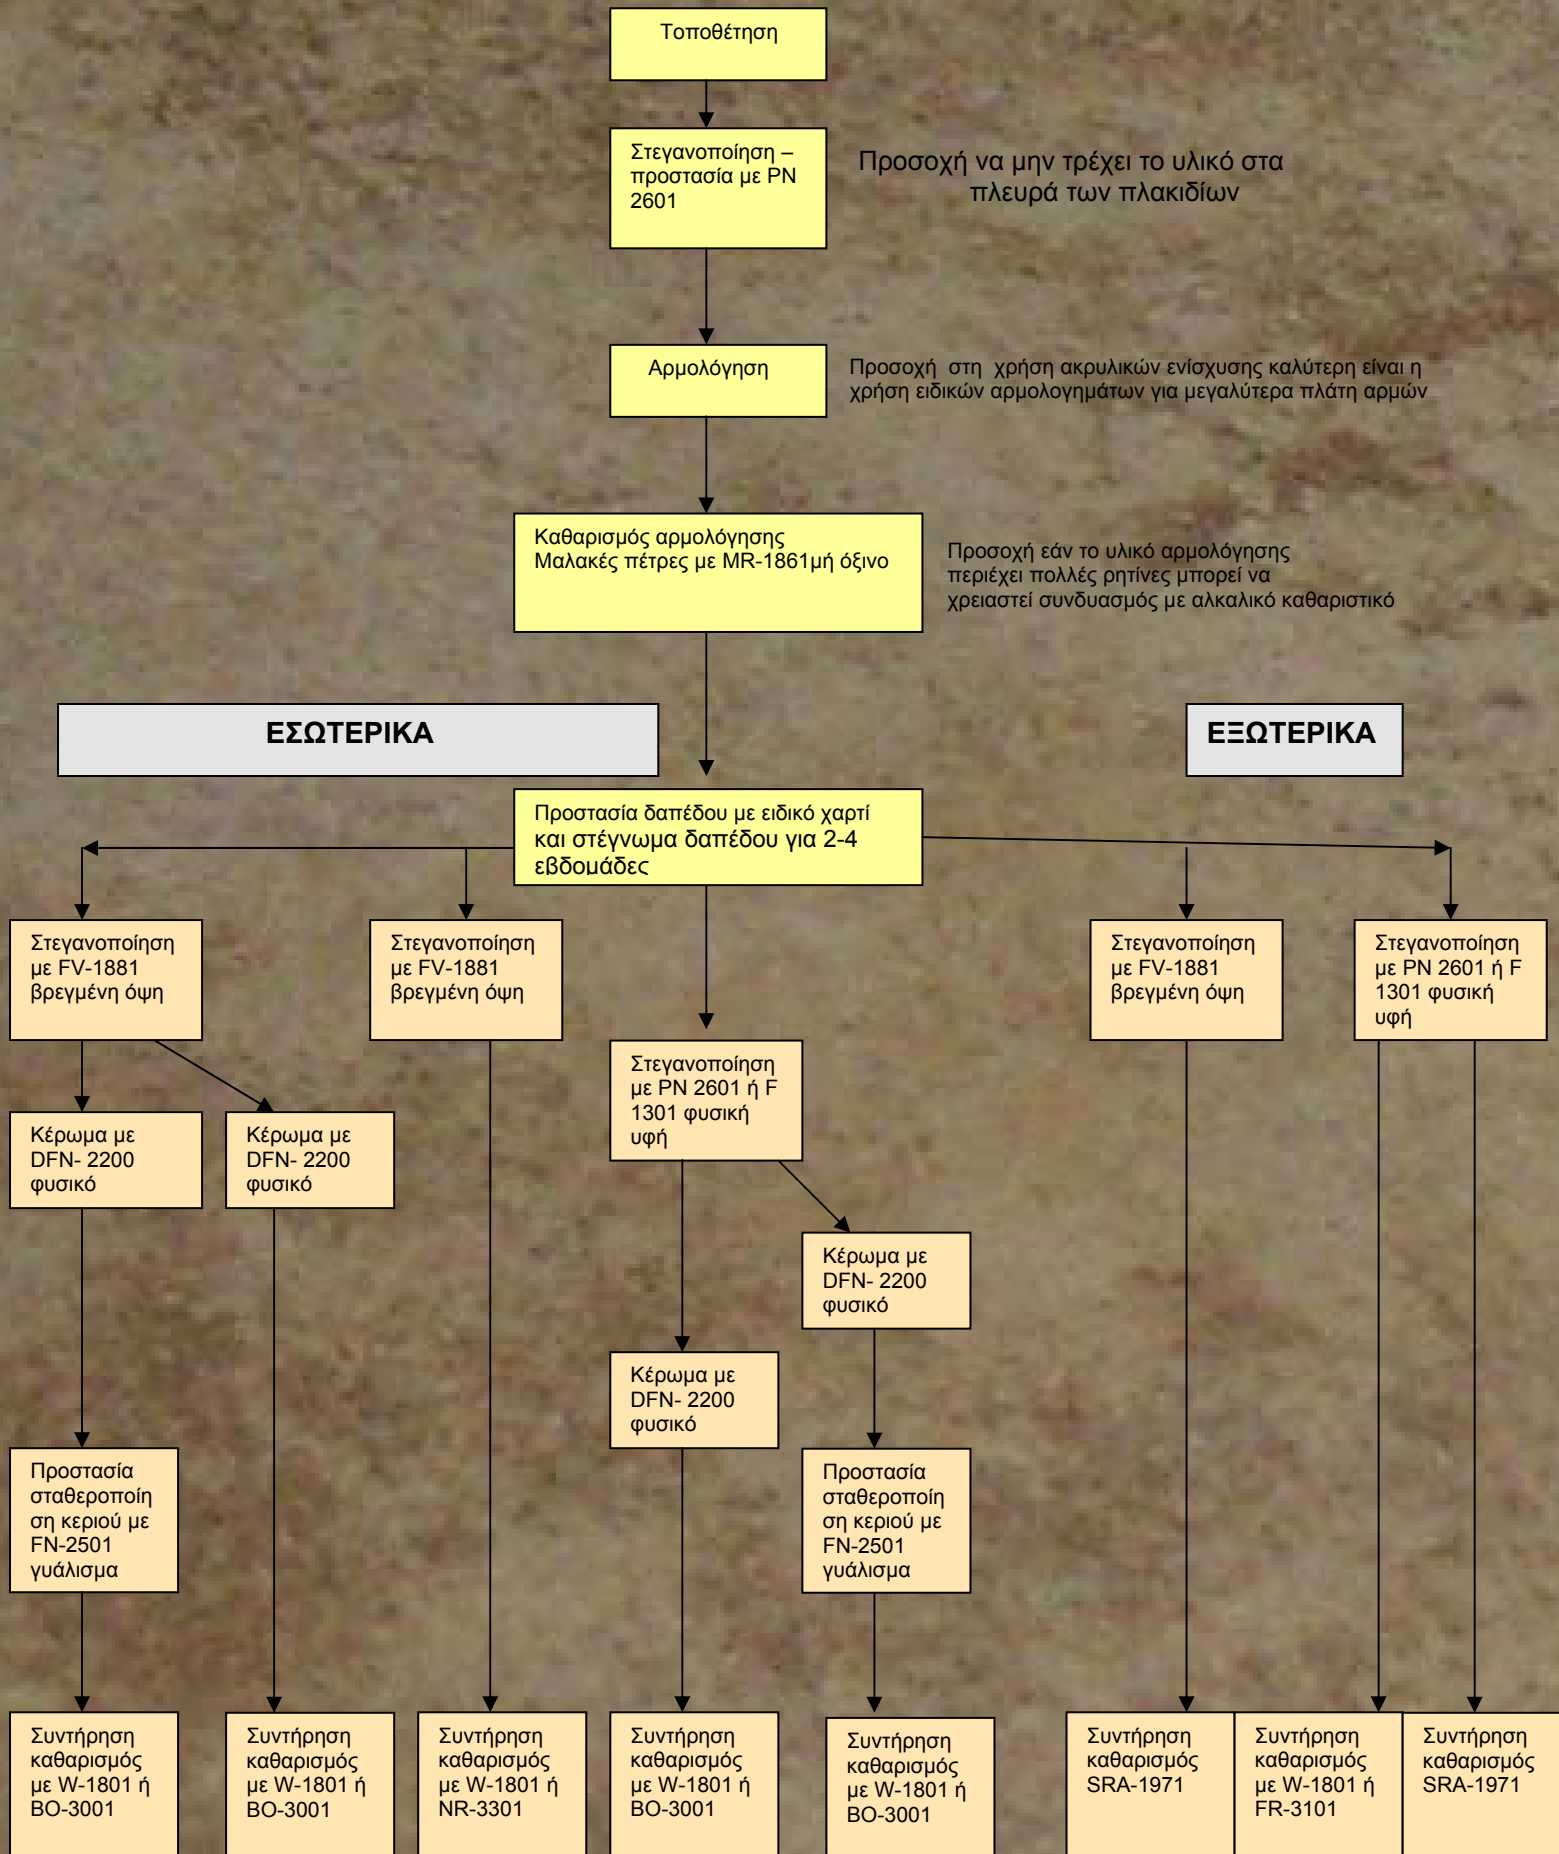 Τοποθέτηση
Στεγανοποίηση –
προστασία με PN
2601
Προσοχή να μην τρέχει το υλικό στα
πλευρά των πλακιδίων
Αρμολόγηση
Προσοχή στη χρήση ακρυλικών ενίσχυσης καλύτερη είναι η
χρήση ειδικών αρμολογημάτων για μεγαλύτερα πλάτη αρμών
Καθαρισμός αρμολόγησης
Μαλακές πέτρες με MR-1861μή όξινο
Προσοχή εάν το υλικό αρμολόγησης
περιέχει πολλές ρητίνες μπορεί να
χρειαστεί συνδυασμός με αλκαλικό καθαριστικό
ΕΣΩΤΕΡΙΚΑ
ΕΞΩΤΕΡΙΚΑ
Προστασία δαπέδου με ειδικό χαρτί
και στέγνωμα δαπέδου για 2-4
εβδομάδες
Στεγανοποίηση
με FV-1881
βρεγμένη όψη
Στεγανοποίηση
με FV-1881
βρεγμένη όψη
Στεγανοποίηση
με FV-1881
βρεγμένη όψη
Στεγανοποίηση
με PN 2601 ή F
1301 φυσική
υφή
Στεγανοποίηση
με PN 2601 ή F
1301 φυσική
υφή
Κέρωμα με
DFN- 2200
φυσικό
Κέρωμα με
DFN- 2200
φυσικό
Κέρωμα με
DFN- 2200
φυσικό
Κέρωμα με
DFN- 2200
φυσικό
Προστασία
σταθεροποίη
ση κεριού με
FN-2501
γυάλισμα
Προστασία
σταθεροποίη
ση κεριού με
FN-2501
γυάλισμα
Συντήρηση
καθαρισμός
με W-1801 ή
BO-3001
Συντήρηση
καθαρισμός
με W-1801 ή
BO-3001
Συντήρηση
καθαρισμός
με W-1801 ή
NR-3301
Συντήρηση
καθαρισμός
με W-1801 ή
BO-3001
Συντήρηση
καθαρισμός
με W-1801 ή
BO-3001
Συντήρηση
καθαρισμός
SRA-1971
Συντήρηση
καθαρισμός
με W-1801 ή
FR-3101
Συντήρηση
καθαρισμός
SRA-1971